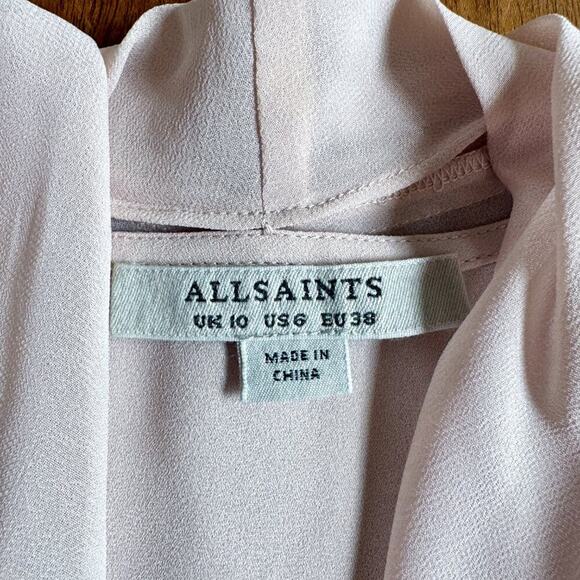 ALLSAINTS
UK 10 US 6 EU 38
MADE IN
CHINA